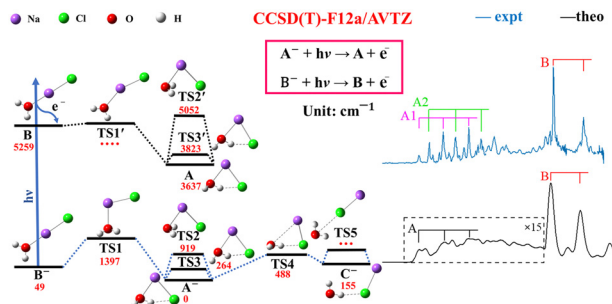 Na Cl O H
CCSD(T)-F12a/AVTZ
A⁻ + hν → A + e⁻
B⁻ + hν → B + e⁻
Unit: cm⁻¹
expt theo
B
A2
A1
B
A
×15
e⁻
hν
B
5259
TS1′
••••
TS2′
5052
TS3′
3823
A
3637
B⁻
49
TS1
1397
TS2
919
TS3
264
A⁻
0
TS4
488
TS5
•••
C⁻
155